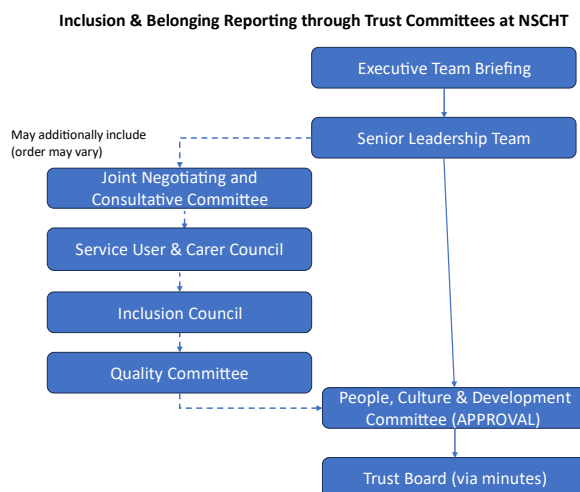 Inclusion & Belonging Reporting through Trust Committees at NSCHT
Executive Team Briefing
Senior Leadership Team
May additionally include
(order may vary)
Joint Negotiating and
Consultative Committee
Service User & Carer Council
Inclusion Council
Quality Committee
People, Culture & Development
Committee (APPROVAL)
Trust Board (via minutes)